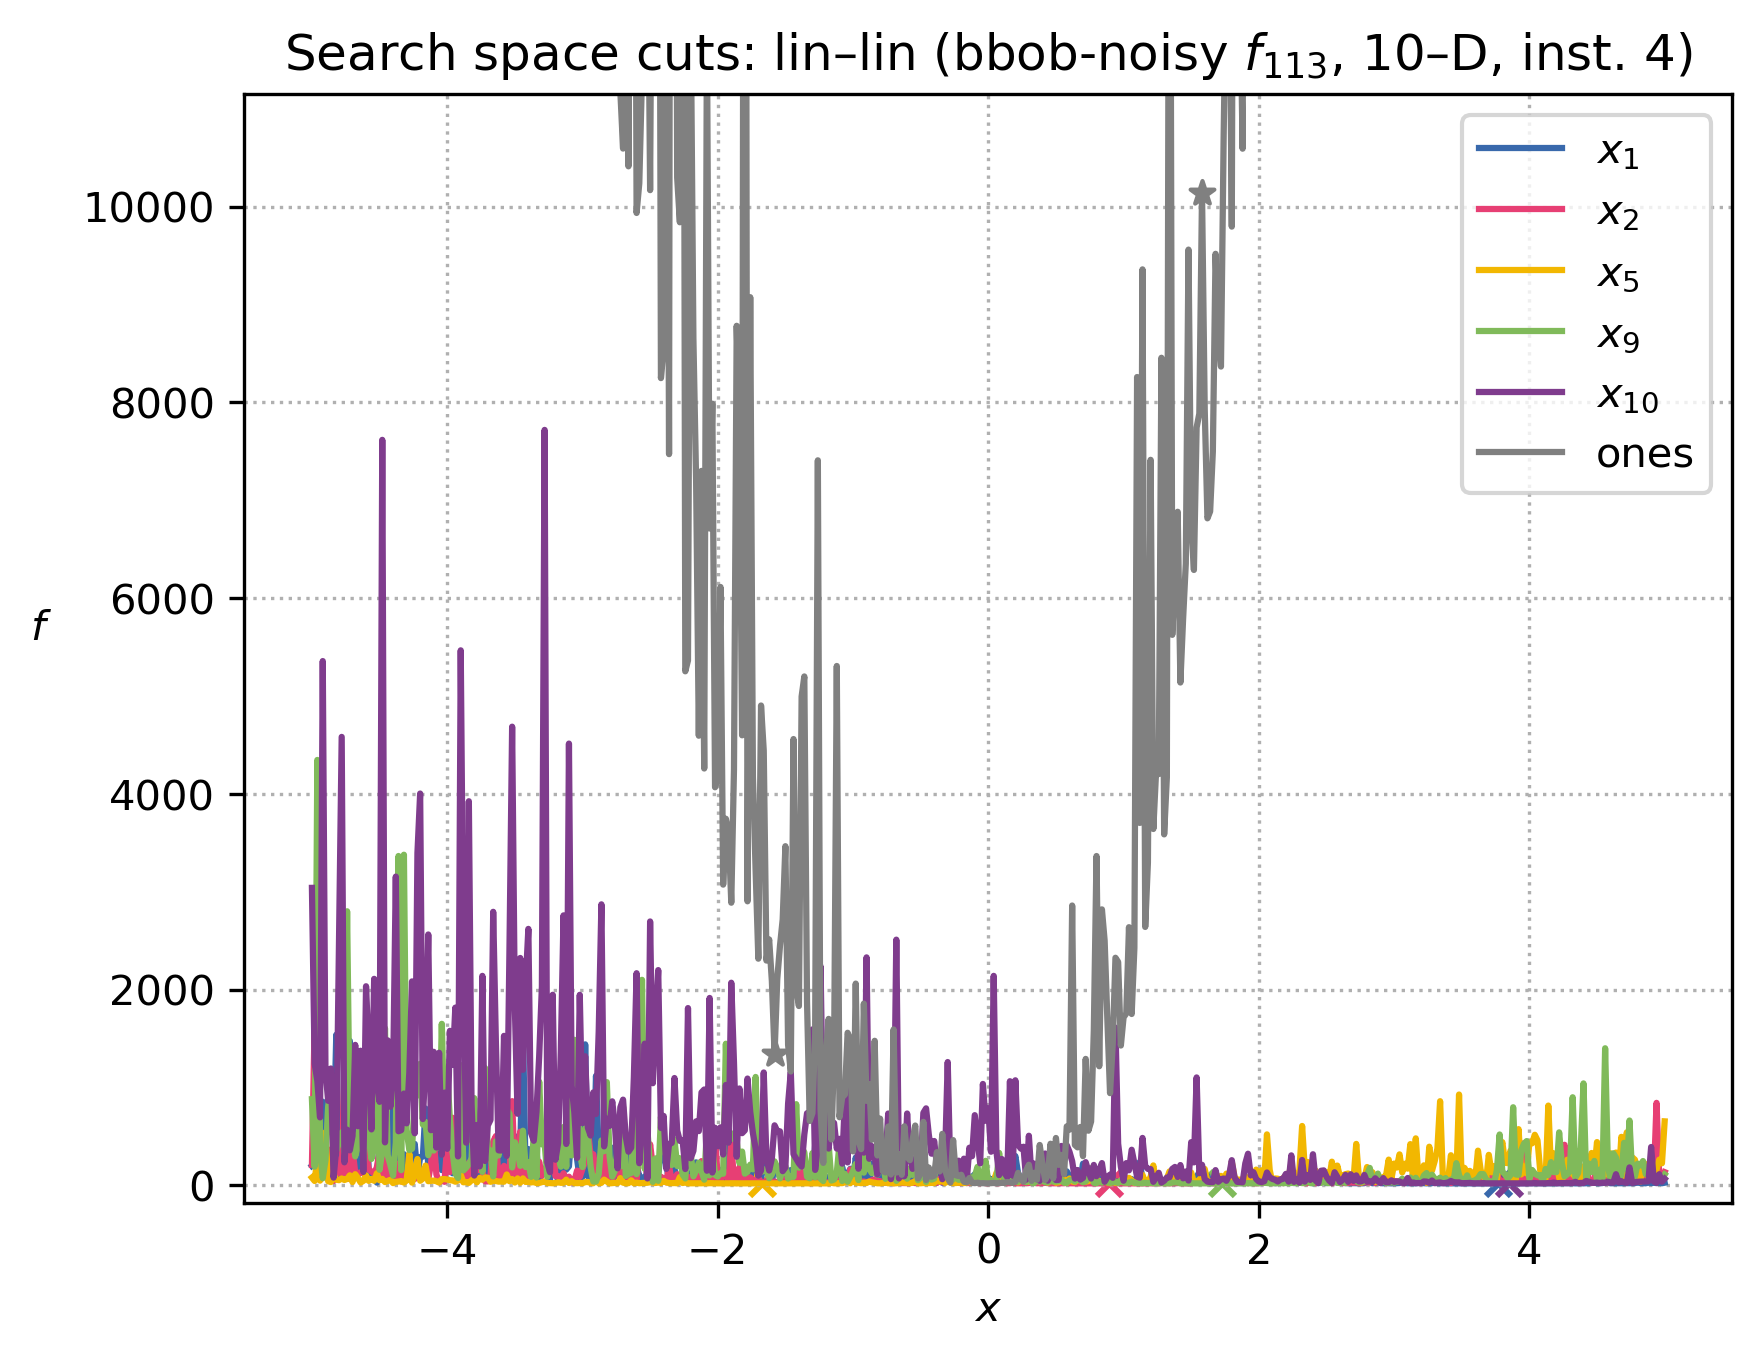 Search space cuts: lin–lin (bbob-noisy f₁₁₃, 10–D, inst. 4)
x₁
x₂
x₅
x₉
x₁₀
ones
10000
8000
6000
4000
2000
0
f
−4
−2
0
2
4
x